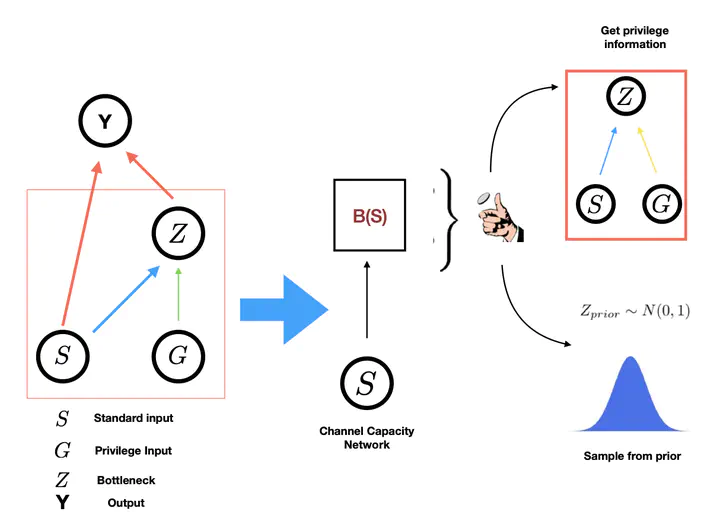 Get privilege
information
Y
Z
S
G
B(S)
S
Channel Capacity
Network
Z
S
G
Z_{prior} ∼ N(0, 1)
Sample from prior
S Standard input
G Privilege Input
Z Bottleneck
Y Output